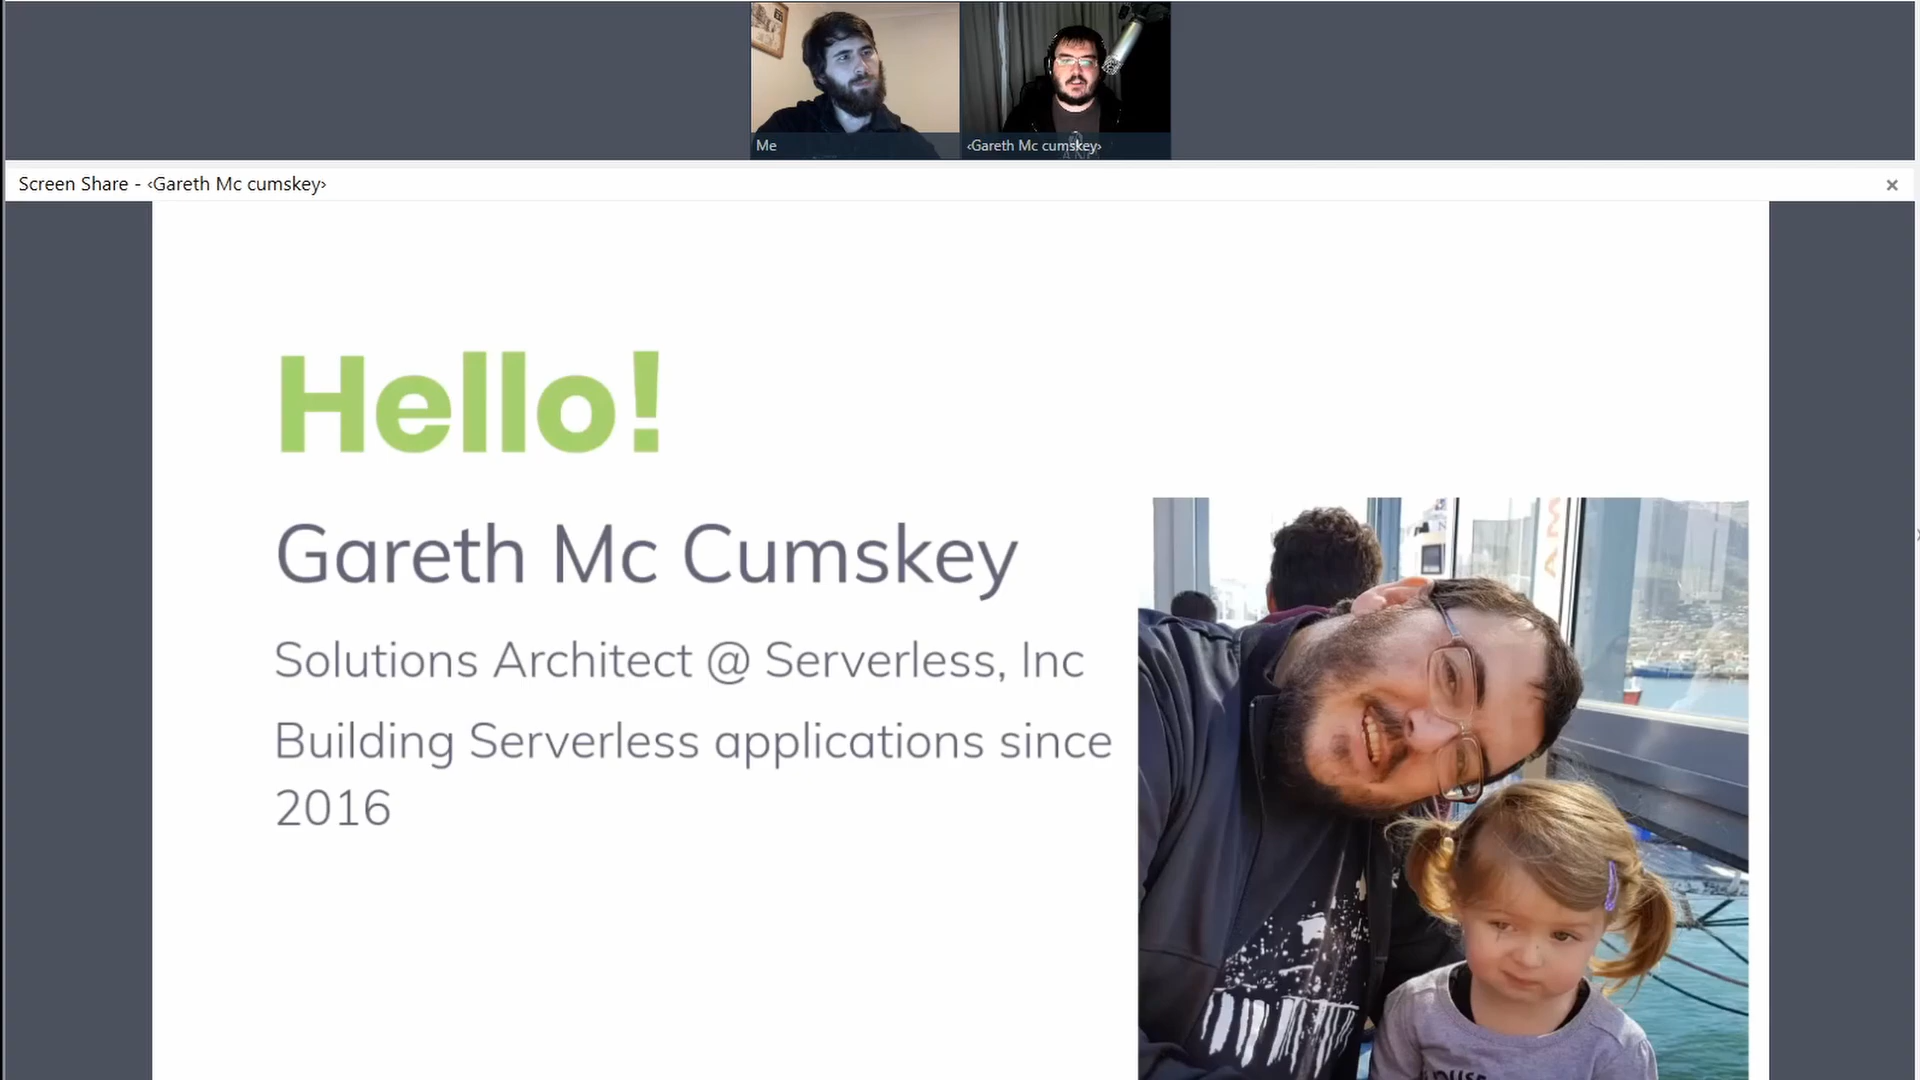 Me
‹Gareth Mc cumskey›
Screen Share - ‹Gareth Mc cumskey›
Hello!
Gareth Mc Cumskey
Solutions Architect @ Serverless, Inc
Building Serverless applications since
2016